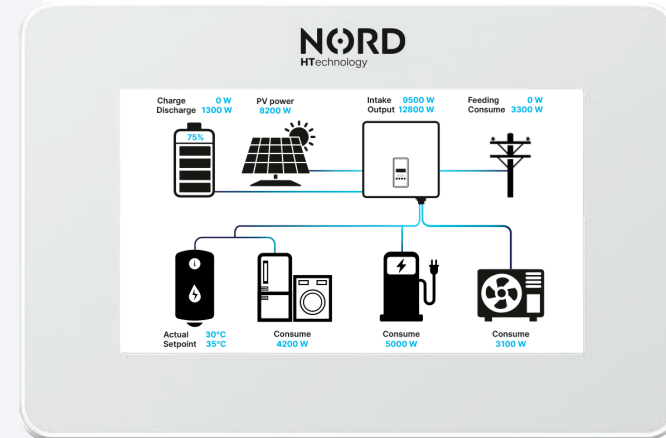 NORD
HTechnology
Charge 0 W
Discharge 1300 W
PV power
8200 W
Intake 9500 W
Output 12800 W
Feeding 0 W
Consume 3300 W
75%
Actual 30°C
Setpoint 35°C
Consume
4200 W
Consume
5000 W
Consume
3100 W